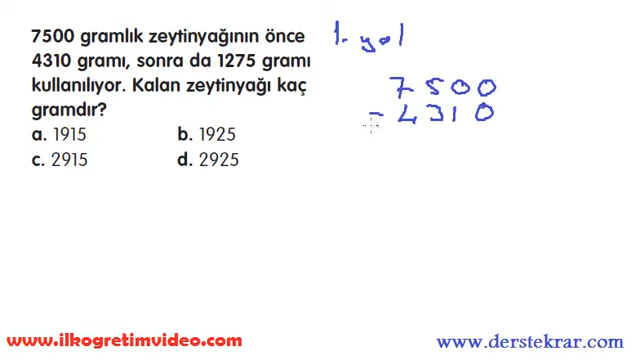 7500 gramlık zeytinyağının önce
4310 gramı, sonra da 1275 gramı
kullanılıyor. Kalan zeytinyağı kaç
gramdır?
a. 1915 b. 1925
c. 2915 d. 2925
1. yol
7500
- 4310
www.ilkogretimvideo.com
www.derstekrar.com